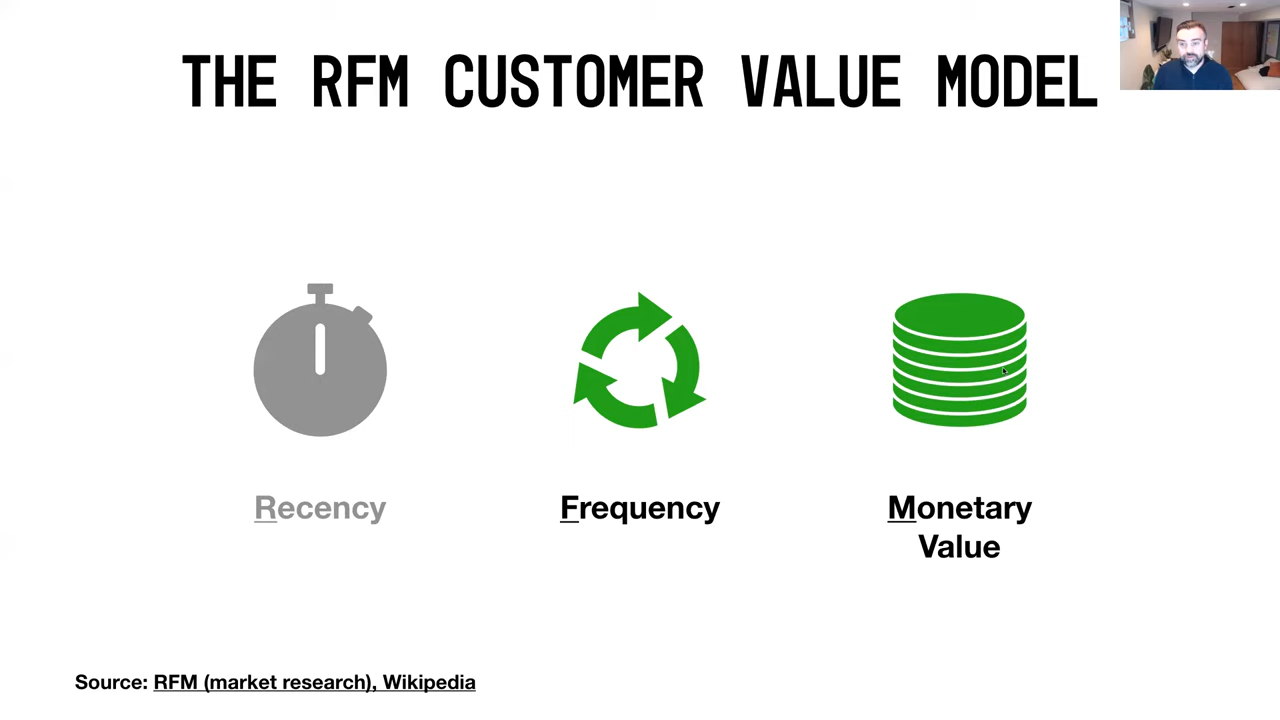 THE RFM CUSTOMER VALUE MODEL
Recency
Frequency
Monetary
Value
Source: RFM (market research), Wikipedia